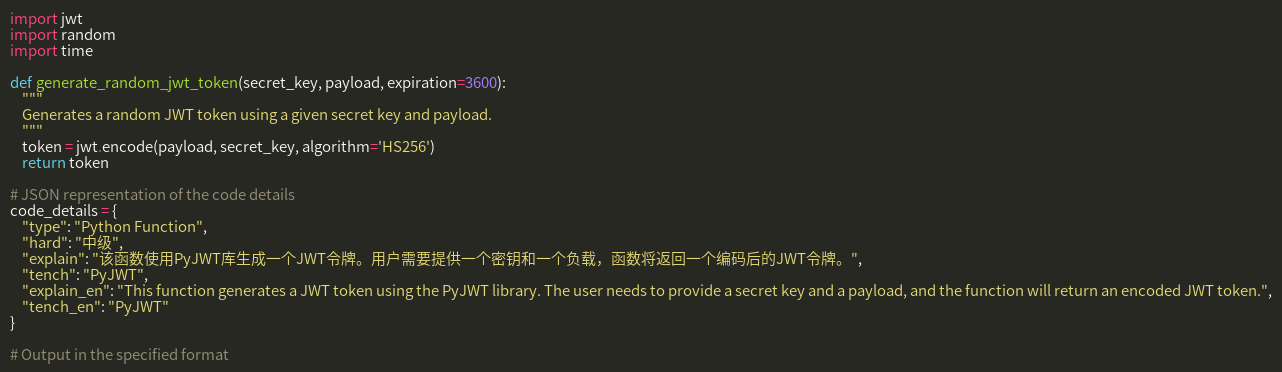 import jwt
import random
import time
def generate_random_jwt_token(secret_key, payload, expiration=3600):
"""
Generates a random JWT token using a given secret key and payload.
"""
token = jwt.encode(payload, secret_key, algorithm='HS256')
return token
# JSON representation of the code details
code_details = {
"type": "Python Function",
"hard": "中级",
"explain": "该函数使用PyJWT库生成一个JWT令牌。用户需要提供一个密钥和一个负载，函数将返回一个编码后的JWT令牌。",
"tench": "PyJWT",
"explain_en": "This function generates a JWT token using the PyJWT library. The user needs to provide a secret key and a payload, and the function will return an encoded JWT token.",
"tench_en": "PyJWT"
}
# Output in the specified format